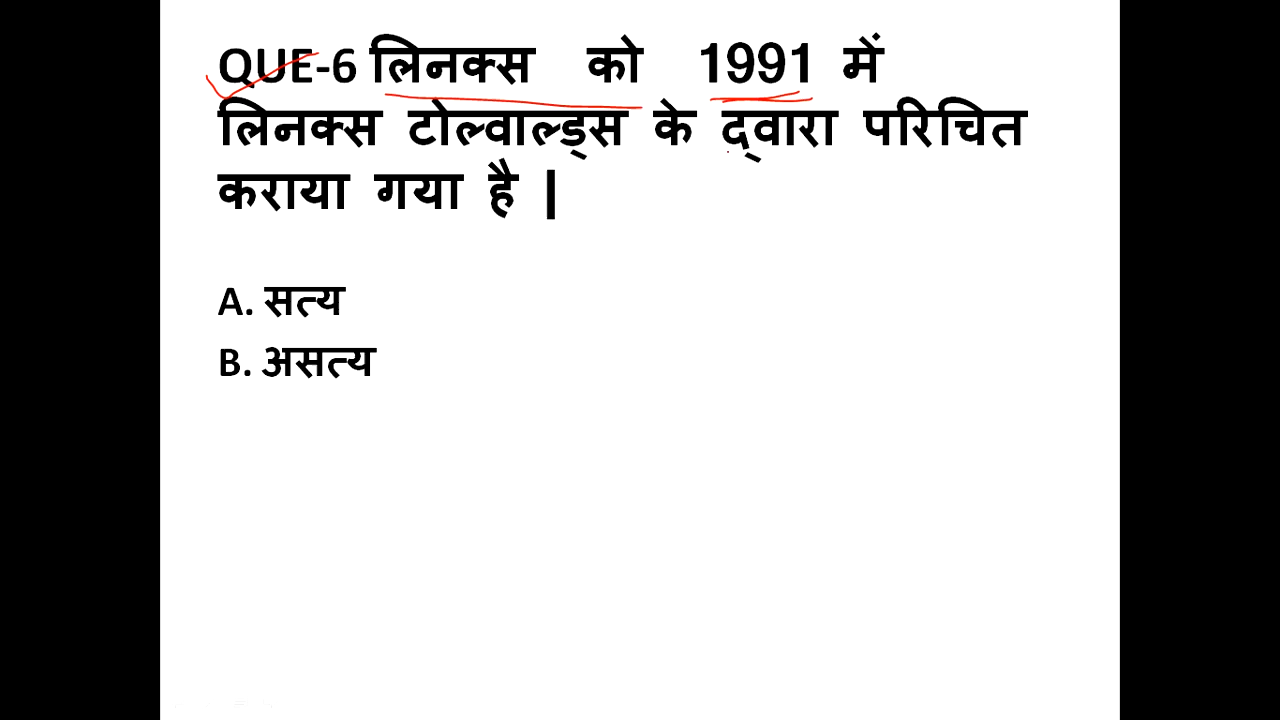 QUE-6 लिनक्स को 1991 में
लिनक्स टोल्वाल्ड्स के द्वारा परिचित
कराया गया है |
A. सत्य
B. असत्य